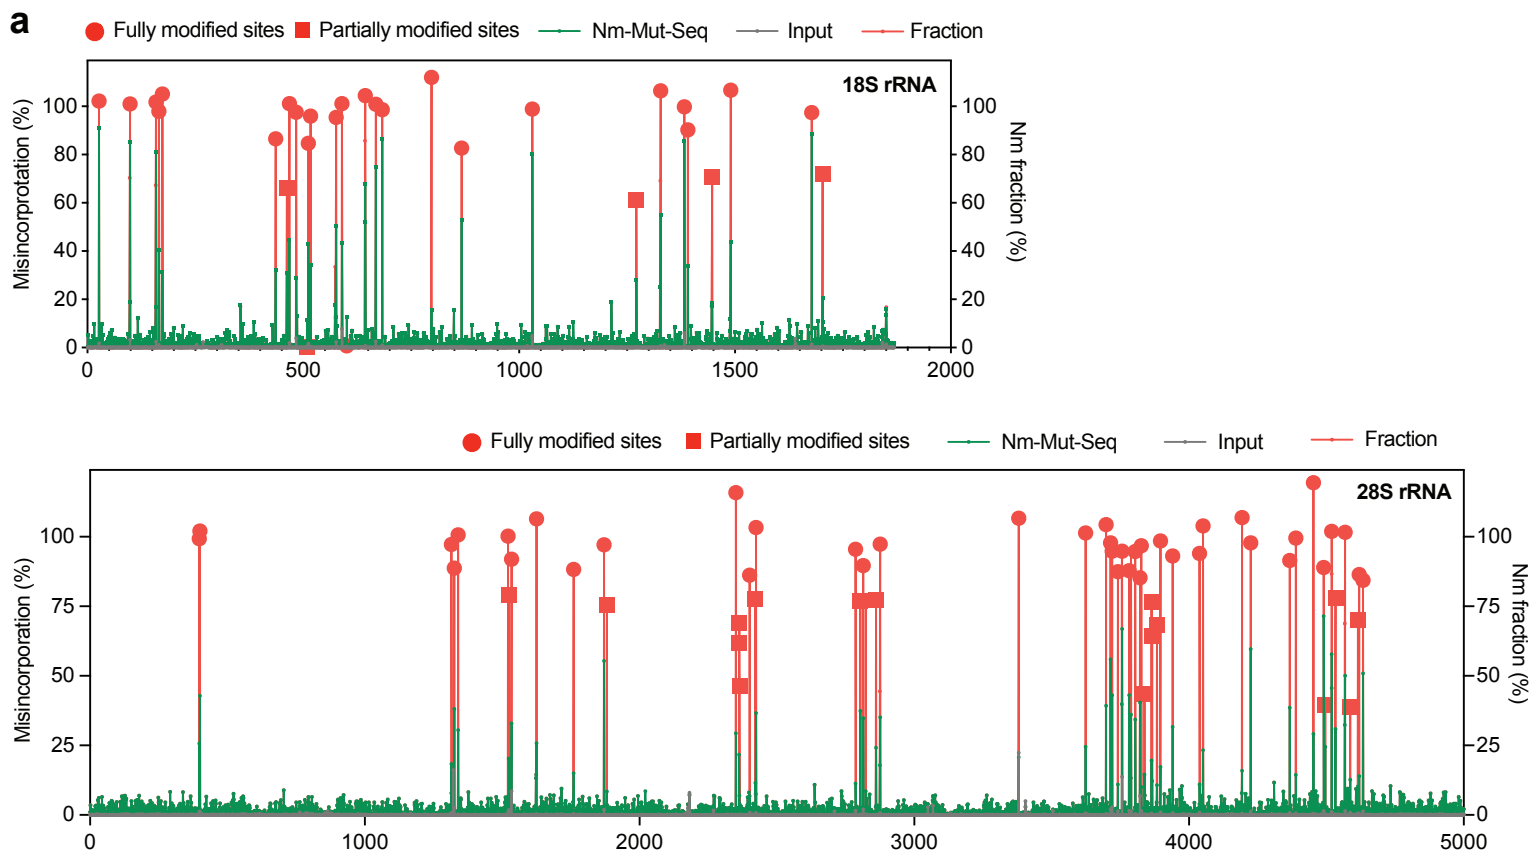 a
Fully modified sites Partially modified sites Nm-Mut-Seq Input Fraction
18S rRNA
Misincorprotation (%)
100
80
60
40
20
0
Nm fraction (%)
100
80
60
40
20
0
0 500 1000 1500 2000
Fully modified sites Partially modified sites Nm-Mut-Seq Input Fraction
28S rRNA
Misincorporation (%)
100
75
50
25
0
Nm fraction (%)
100
75
50
25
0
0 1000 2000 3000 4000 5000